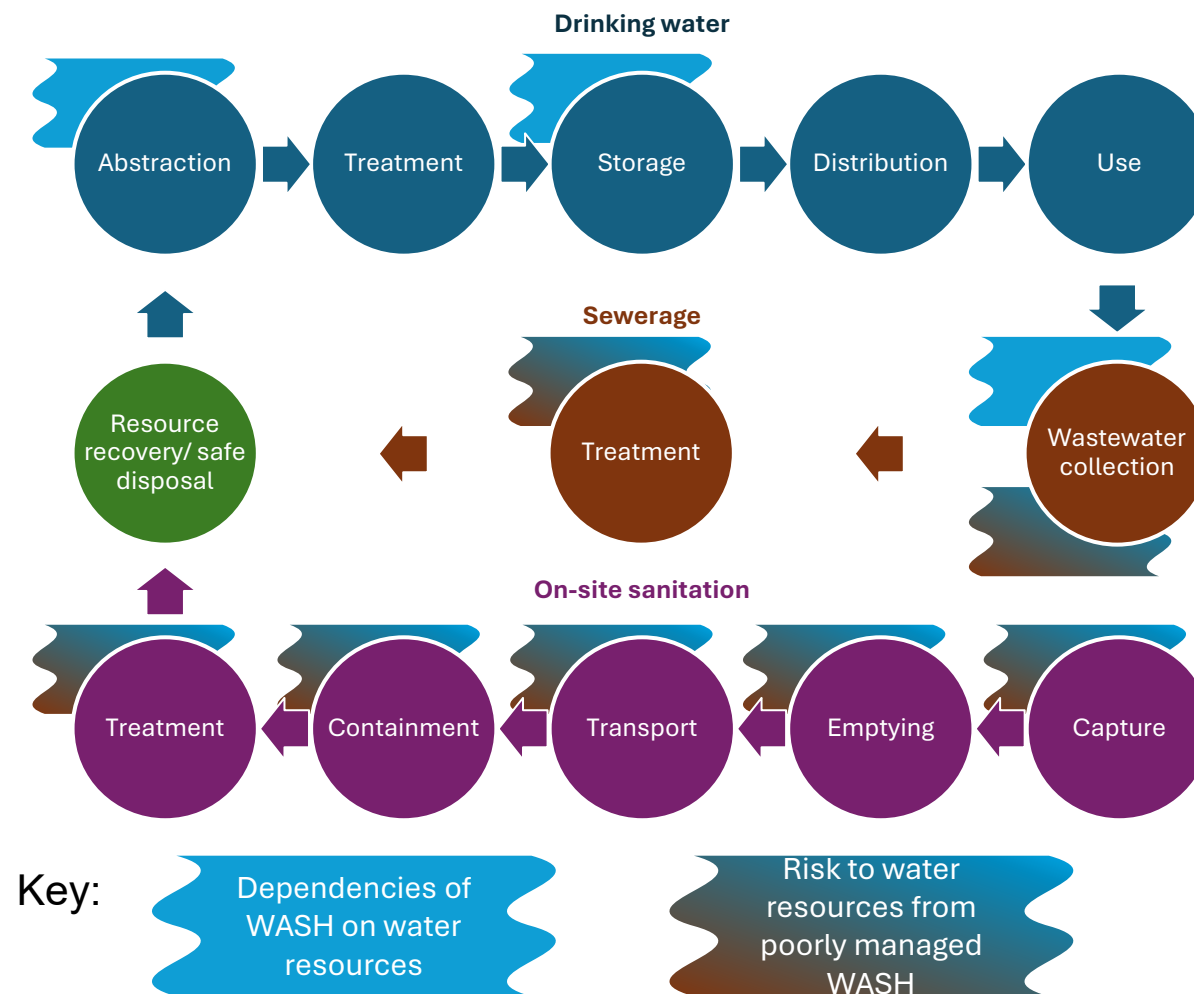 Drinking water
Abstraction
Treatment
Storage
Distribution
Use
Sewerage
Resource
recovery/ safe
disposal
Treatment
Wastewater
collection
On-site sanitation
Treatment
Containment
Transport
Emptying
Capture
Key:
Dependencies of
WASH on water
resources
Risk to water
resources from
poorly managed
WASH